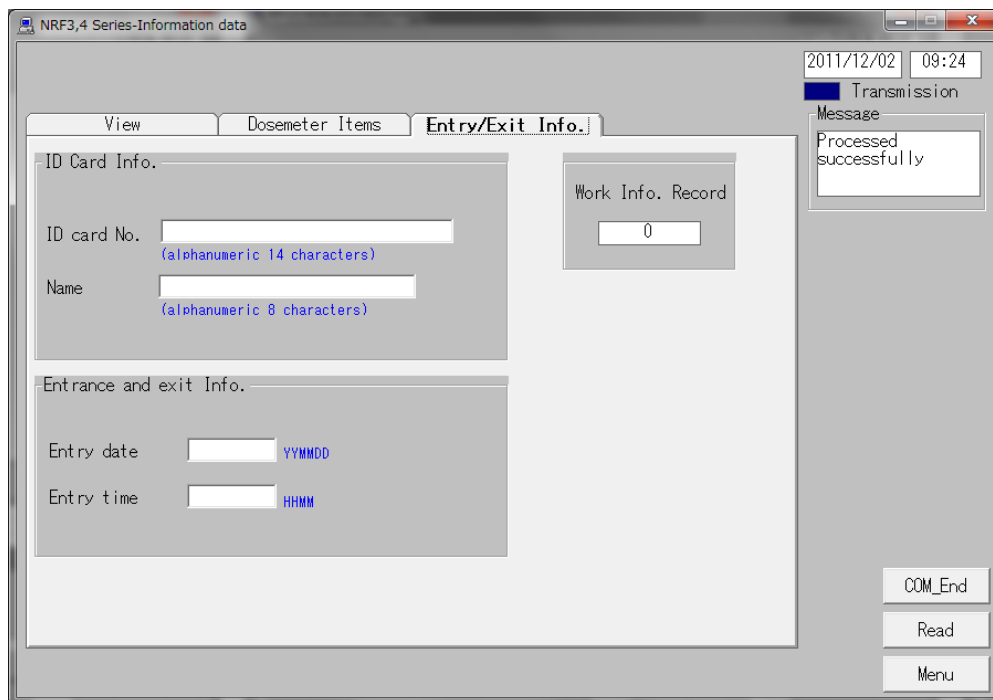 NRF3,4 Series-Information data
2011/12/02 09:24
Transmission
Message
Processed
successfully
View Dosemeter Items Entry/Exit Info.
ID Card Info.
ID card No.
(alphanumeric 14 characters)
Name
(alphanumeric 8 characters)
Work Info. Record
0
Entrance and exit Info.
Entry date YYMMDD
Entry time HHMM
COM_End
Read
Menu